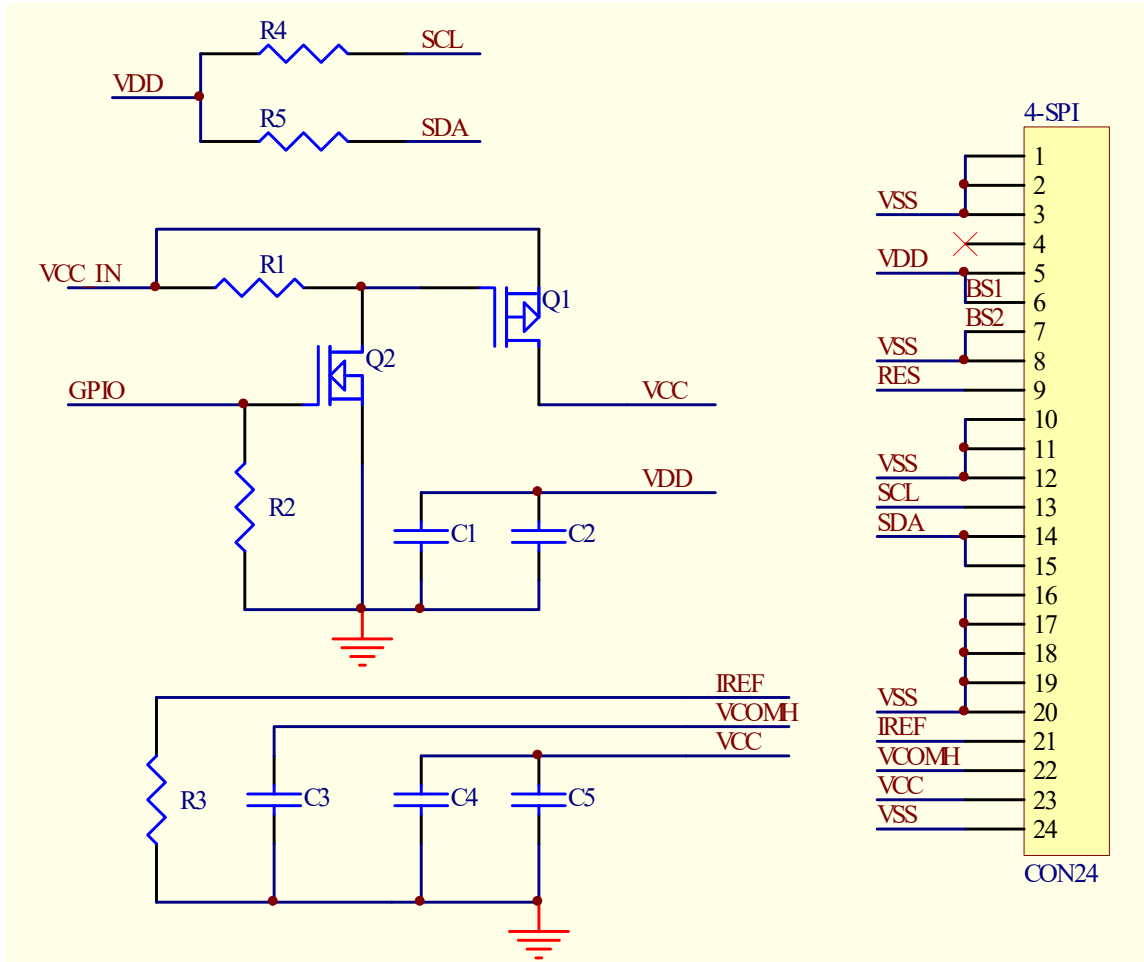 R4
SCL
VDD
R5
SDA
VCC IN
R1
Q1
Q2
GPIO
VCC
R2
VDD
C1
C2
IREF
VCOMH
VCC
R3
C3
C4
C5
4-SPI
1
2
VSS
3
4
VDD
5
BS1
6
BS2
7
VSS
8
RES
9
10
11
VSS
12
SCL
13
SDA
14
15
16
17
18
19
VSS
20
IREF
21
VCOMH
22
VCC
23
VSS
24
CON24